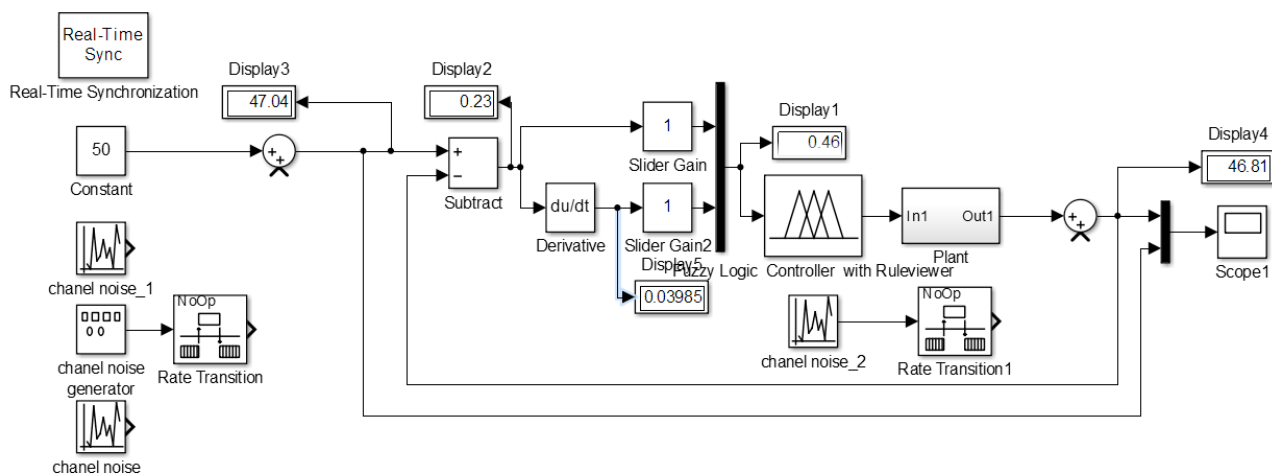 Real-Time
Sync
Real-Time Synchronization
Display3
47.04
Display2
0.23
50
Constant
+
+
+
−
Subtract
du/dt
Derivative
1
Slider Gain
1
Slider Gain2
Display5
0.03985
Display1
0.46
Fuzzy Logic Controller with Ruleviewer
In1
Out1
Plant
+
+
Display4
46.81
Scope1
chanel noise_1
chanel noise
generator
NoOp
Rate Transition
chanel noise
chanel noise_2
NoOp
Rate Transition1